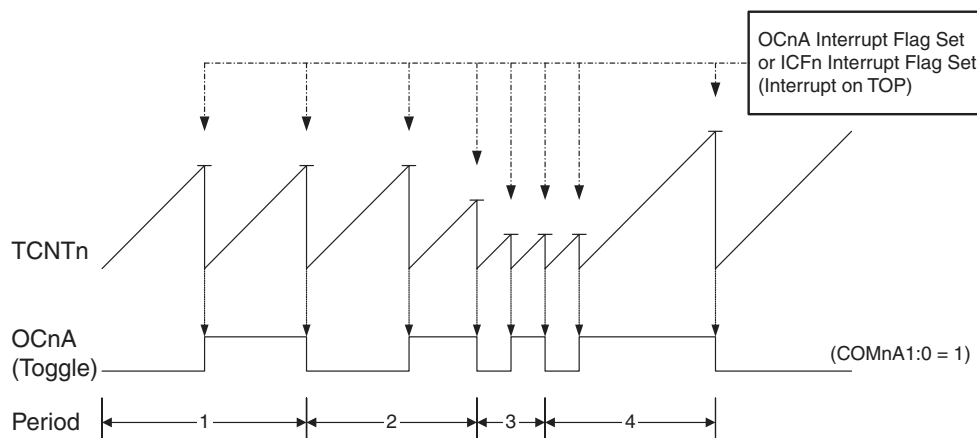 OCnA Interrupt Flag Set
or ICFn Interrupt Flag Set
(Interrupt on TOP)
TCNTn
OCnA
(Toggle)
(COMnA1:0 = 1)
Period
1
2
3
4